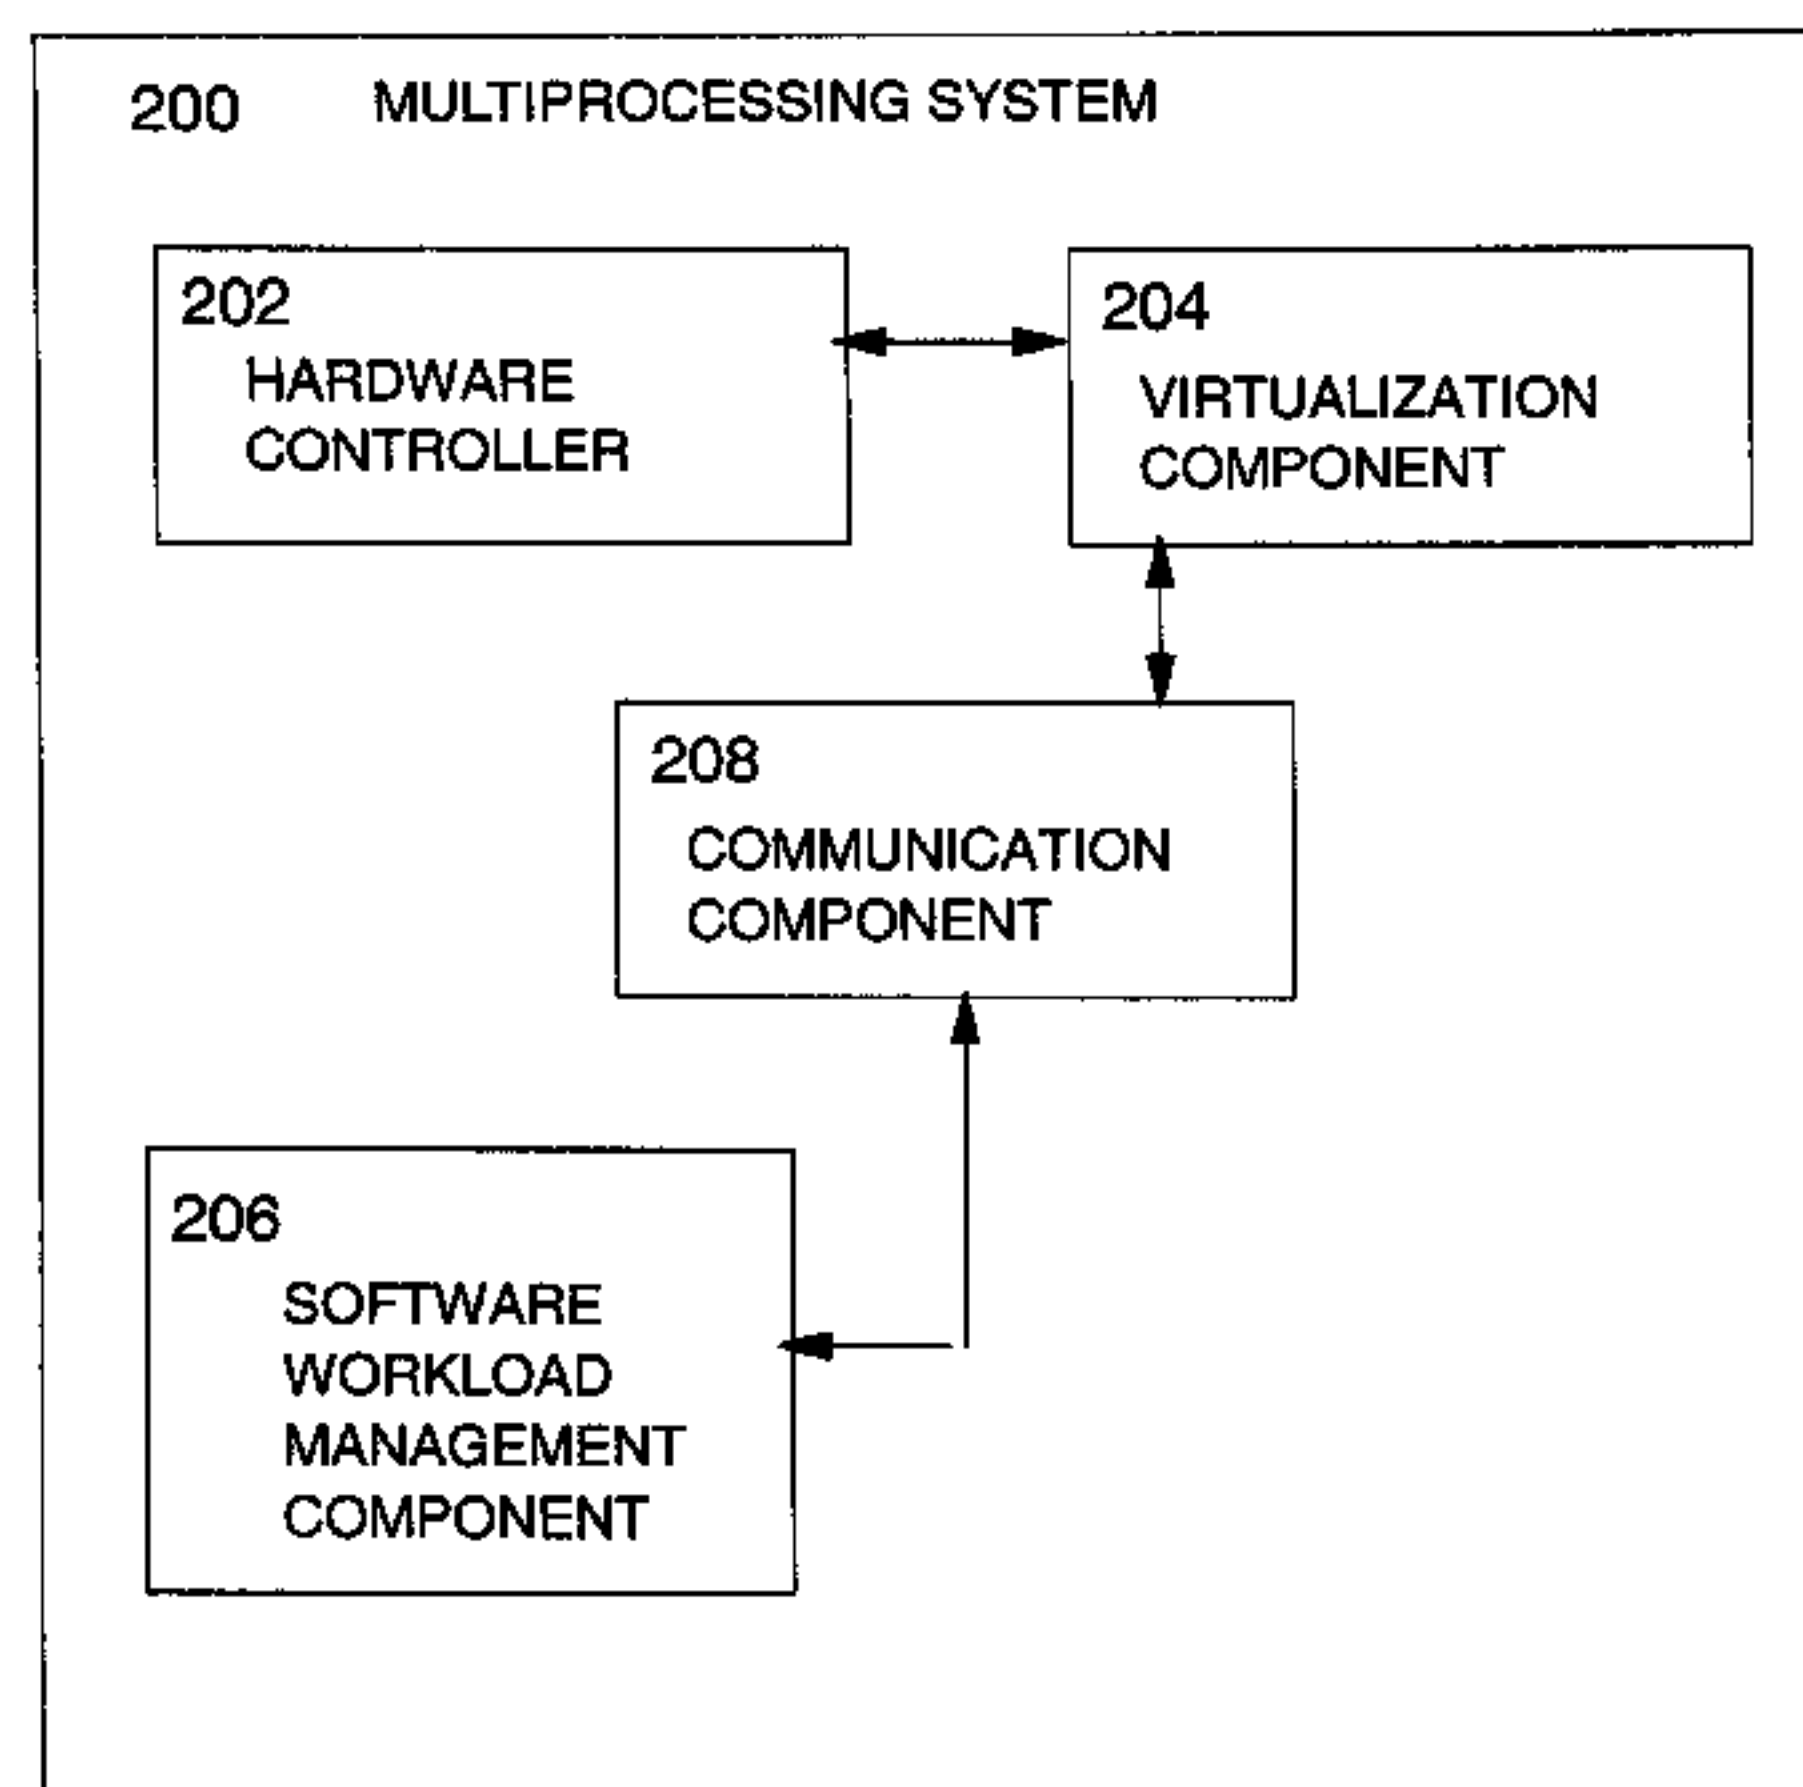 200 MULTIPROCESSING SYSTEM
202
HARDWARE
CONTROLLER
204
VIRTUALIZATION
COMPONENT
208
COMMUNICATION
COMPONENT
206
SOFTWARE
WORKLOAD
MANAGEMENT
COMPONENT